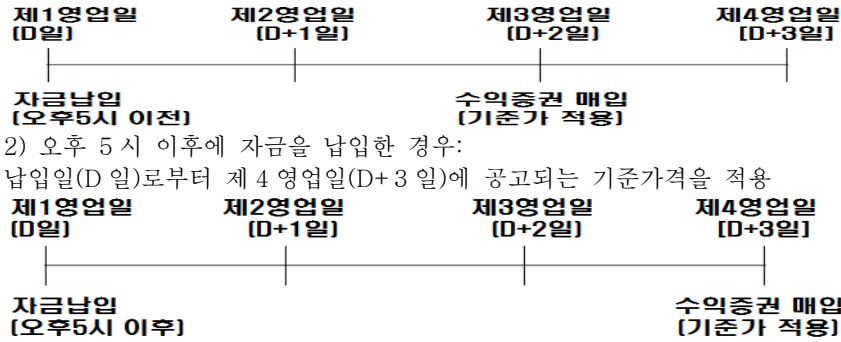 제1영업일 제2영업일 제3영업일 제4영업일
[D일] [D+1일] [D+2일] [D+3일]
자금납입 수익증권 매입
[오후5시 이전] [기준가 적용]
2) 오후 5시 이후에 자금을 납입한 경우:
납입일(D일)로부터 제4영업일(D+3일)에 공고되는 기준가격을 적용
제1영업일 제2영업일 제3영업일 제4영업일
[D일] [D+1일] [D+2일] [D+3일]
자금납입 수익증권 매입
[오후5시 이후] [기준가 적용]